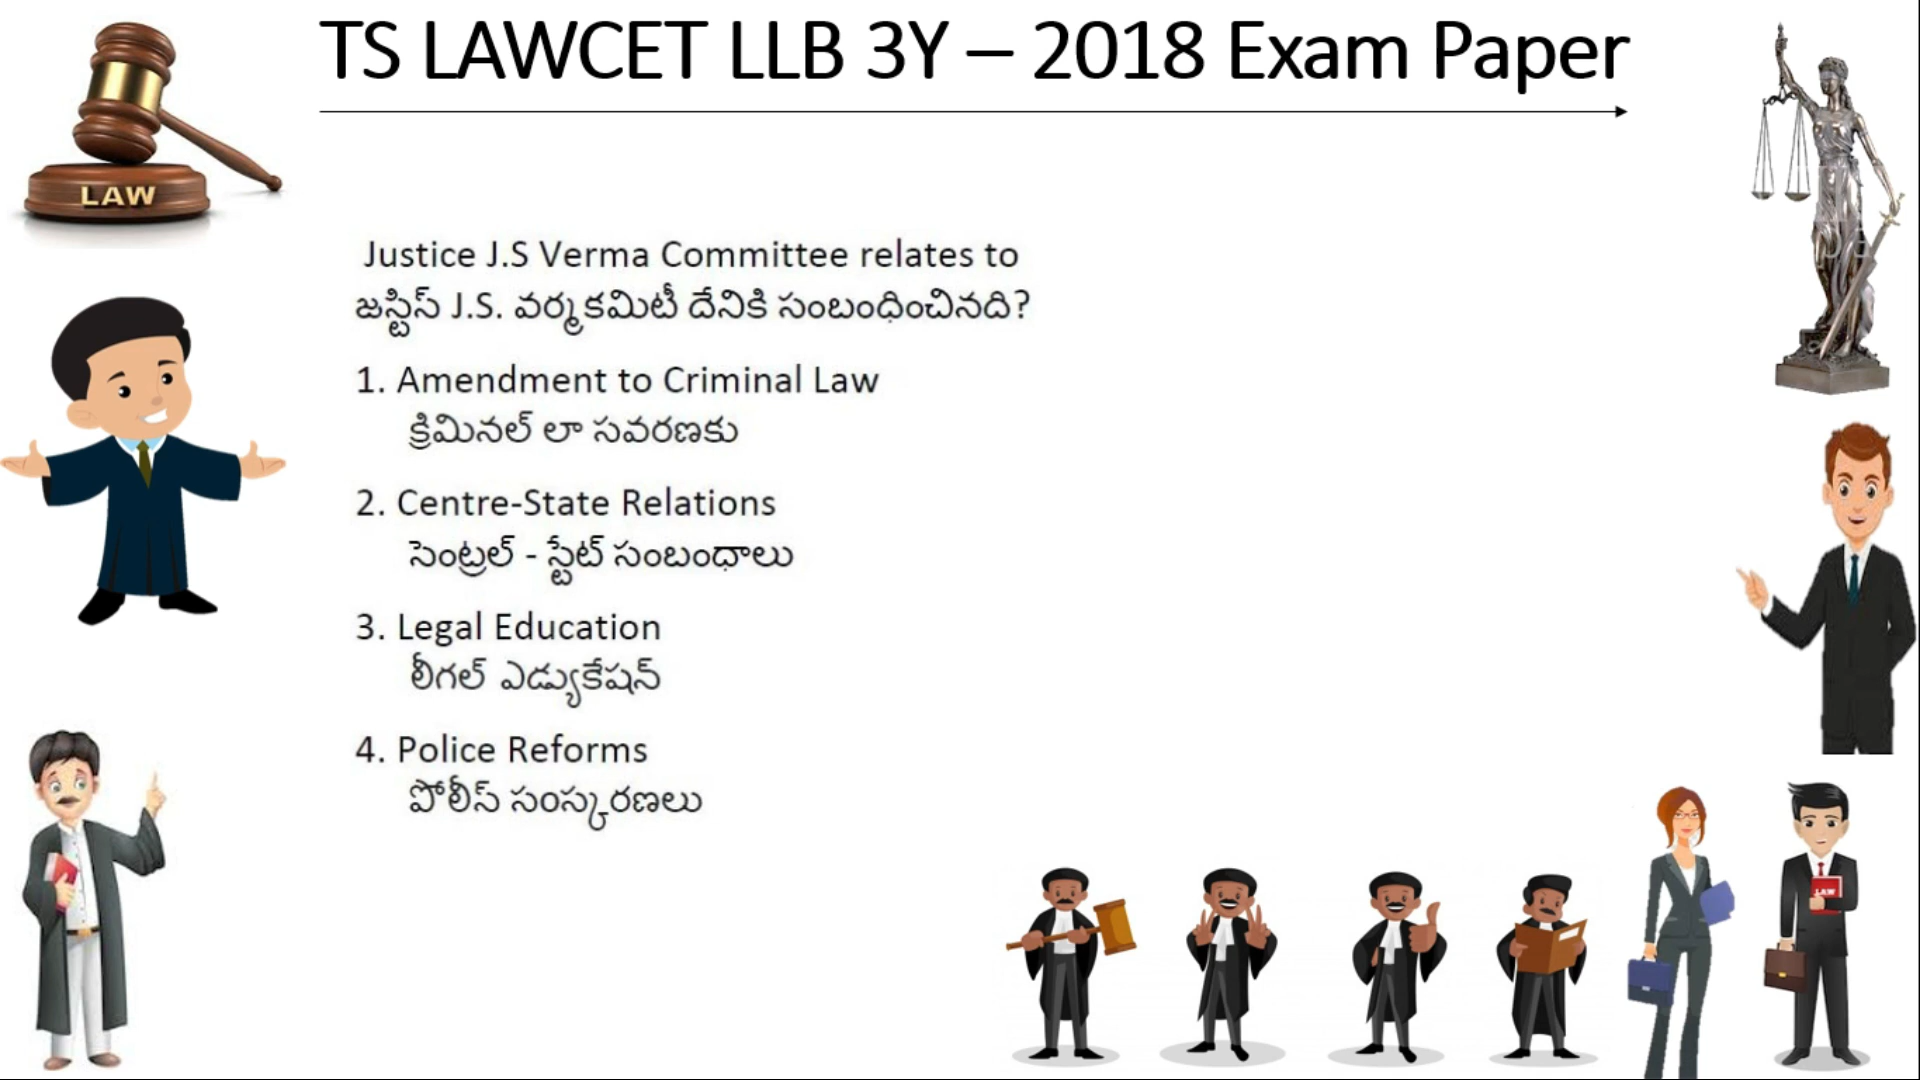 TS LAWCET LLB 3Y – 2018 Exam Paper
LAW
Justice J.S Verma Committee relates to
జస్టిస్ J.S. వర్మ కమిటీ దేనికి సంబంధించినది?
1. Amendment to Criminal Law
క్రిమినల్ లా సవరణకు
2. Centre-State Relations
సెంట్రల్ - స్టేట్ సంబంధాలు
3. Legal Education
లీగల్ ఎడ్యుకేషన్
4. Police Reforms
పోలీస్ సంస్కరణలు
LAW